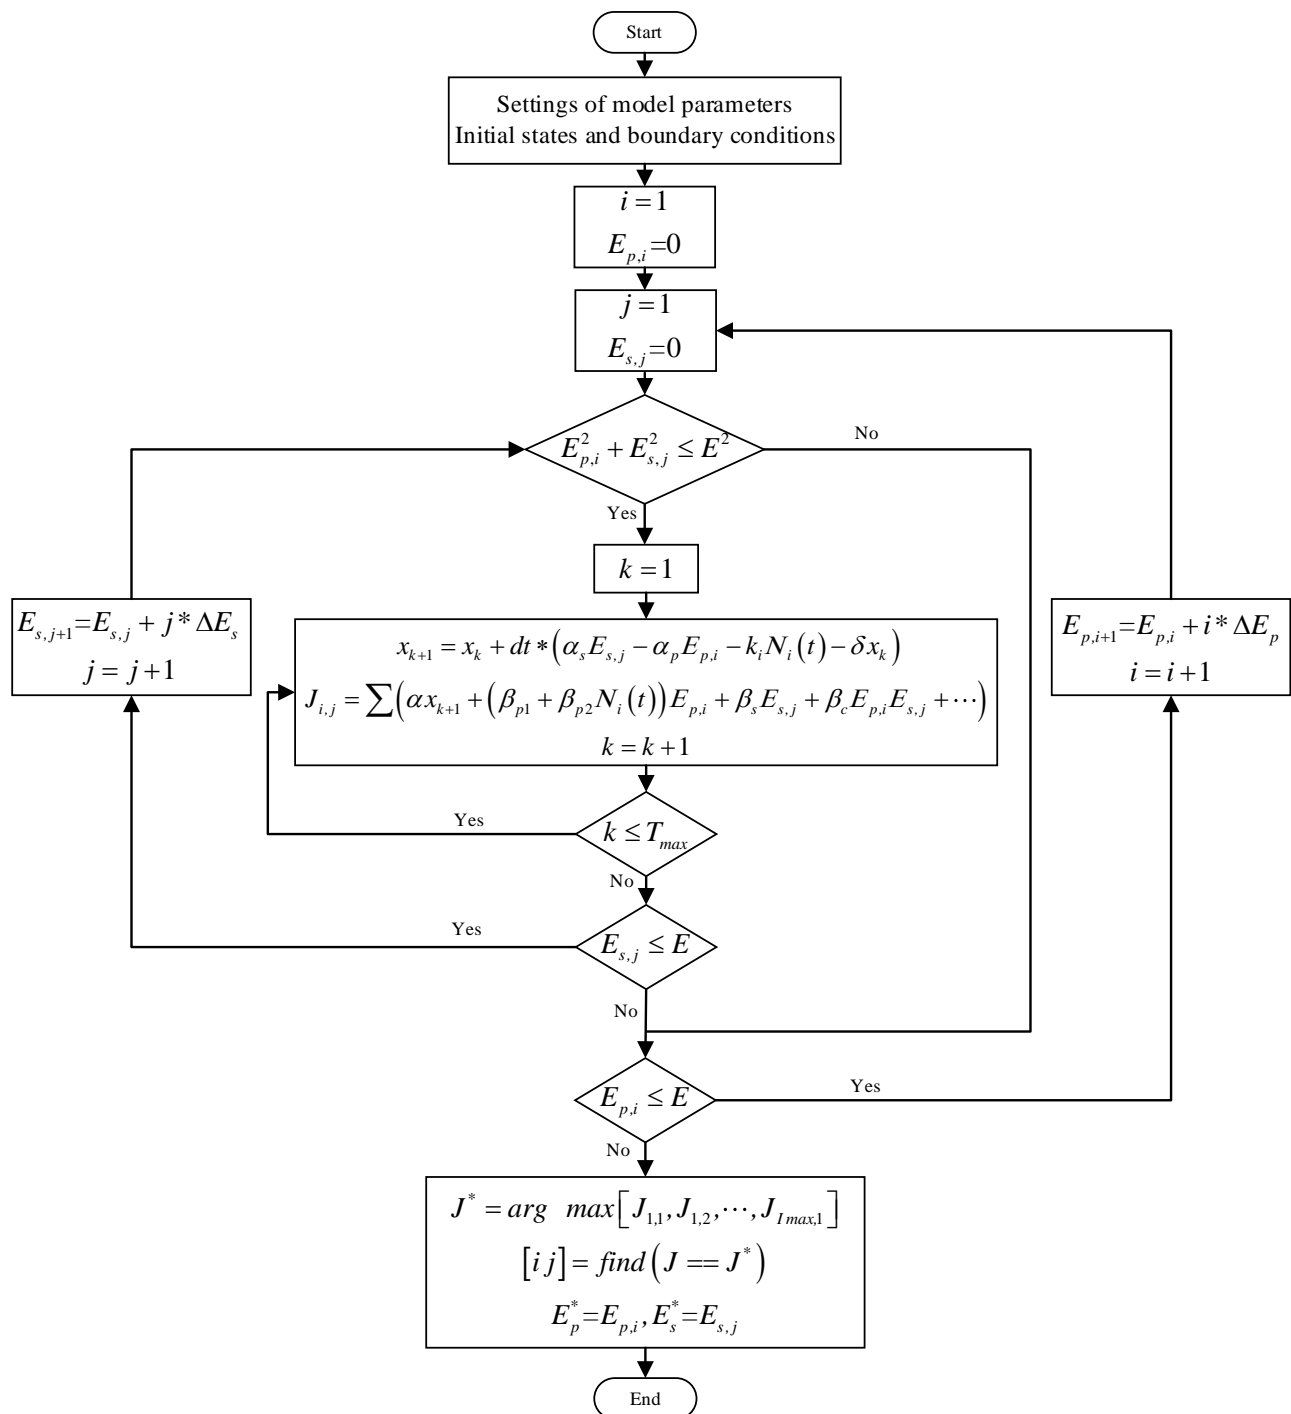 Start
Settings of model parameters
Initial states and boundary conditions
i = 1
E_{p,i}=0
j = 1
E_{s,j}=0
E_{p,i}^2 + E_{s,j}^2 ≤ E^2
No
Yes
k = 1
E_{s,j+1}=E_{s,j} + j * ΔE_s
j = j+1
x_{k+1} = x_k + dt * (α_s E_{s,j} − α_p E_{p,i} − k_i N_i(t) − δx_k)
J_{i,j} = ∑(αx_{k+1} + (β_{p1} + β_{p2} N_i(t))E_{p,i} + β_s E_{s,j} + β_c E_{p,i} E_{s,j} + ⋯)
k = k+1
E_{p,i+1}=E_{p,i} + i * ΔE_p
i = i+1
Yes
k ≤ T_{max}
No
Yes
E_{s,j} ≤ E
No
E_{p,i} ≤ E
Yes
No
J^* = arg max[J_{1,1}, J_{1,2}, ⋯, J_{Imax,1}]
[i j] = find(J == J^*)
E_p^*=E_{p,i}, E_s^*=E_{s,j}
End